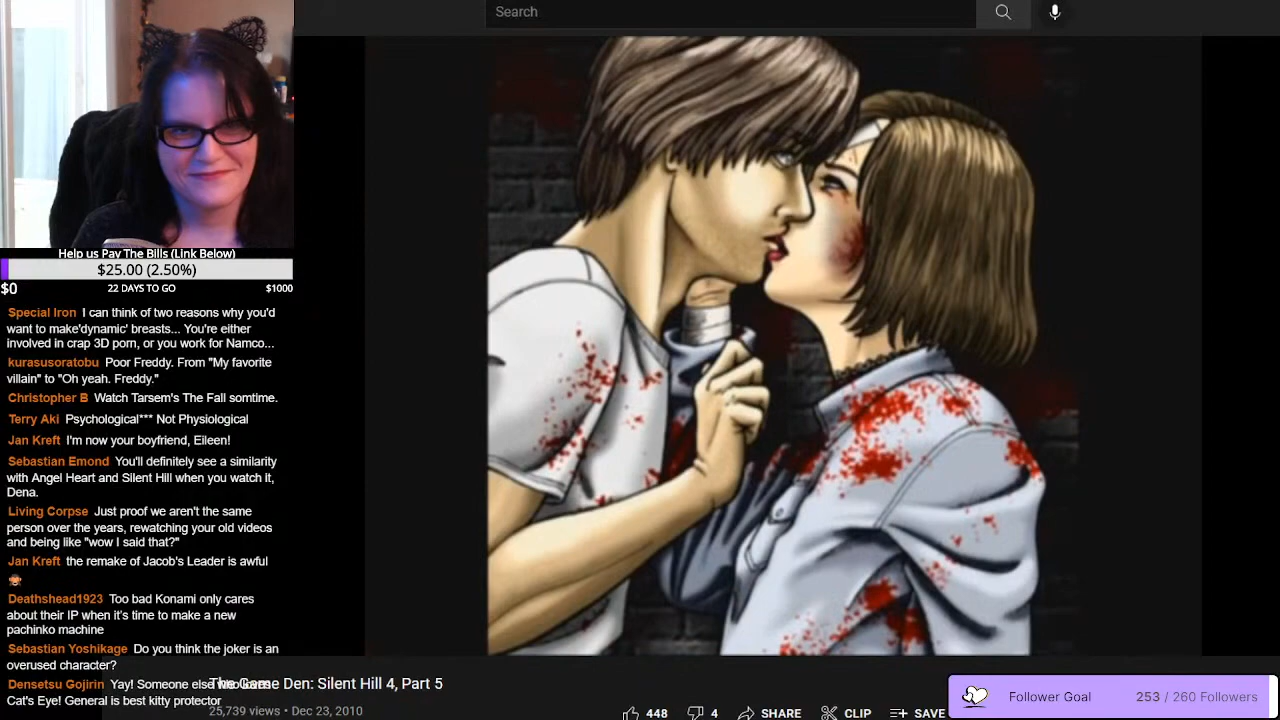 Search
Help us Pay The Bills (Link Below)
$25.00 (2.50%)
$0 22 DAYS TO GO $1000
Special Iron I can think of two reasons why you'd
want to make'dynamic' breasts... You're either
involved in crap 3D porn, or you work for Namco...
kurasusoratobu Poor Freddy. From "My favorite
villain" to "Oh yeah. Freddy."
Christopher B Watch Tarsem's The Fall somtime.
Terry Aki Psychological*** Not Physiological
Jan Kreft I'm now your boyfriend, Eileen!
Sebastian Emond You'll definitely see a similarity
with Angel Heart and Silent Hill when you watch it,
Dena.
Living Corpse Just proof we aren't the same
person over the years, rewatching your old videos
and being like "wow I said that?"
Jan Kreft the remake of Jacob's Leader is awful
Deathshead1923 Too bad Konami only cares
about their IP when it's time to make a new
pachinko machine
Sebastian Yoshikage Do you think the joker is an
overused character?
Densetsu Gojirin Yay! Someone else
Cat's Eye! General is best kitty protector
The Game Den: Silent Hill 4, Part 5
25,739 views • Dec 23, 2010
448 4 SHARE CLIP SAVE
Follower Goal 253 / 260 Followers